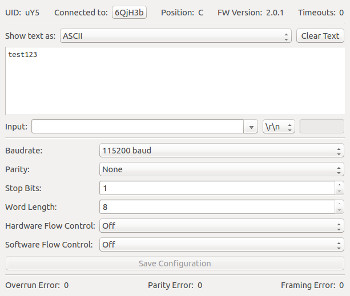 UID: uY5 Connected to: 6QjH3b Position: C FW Version: 2.0.1 Timeouts: 0
Show text as: ASCII Clear Text
test123
Input: \r\n
Baudrate: 115200 baud
Parity: None
Stop Bits: 1
Word Length: 8
Hardware Flow Control: Off
Software Flow Control: Off
Save Configuration
Overrun Error: 0 Parity Error: 0 Framing Error: 0